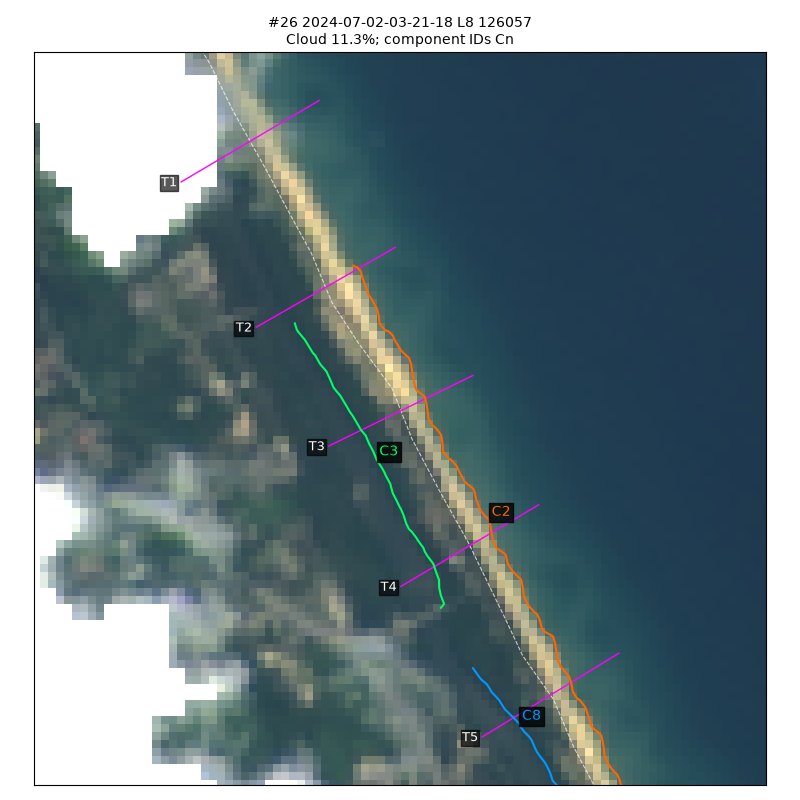 #26 2024-07-02-03-21-18 L8 126057
Cloud 11.3%; component IDs Cn
T1
T2
T3
C3
C2
T4
C8
T5